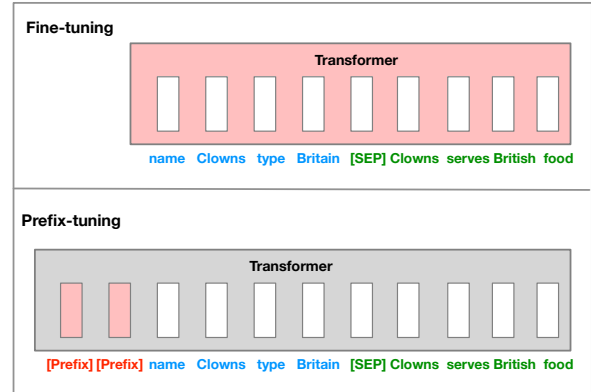 Fine-tuning
Transformer
name Clowns type Britain [SEP] Clowns serves British food
Prefix-tuning
Transformer
[Prefix] [Prefix] name Clowns type Britain [SEP] Clowns serves British food